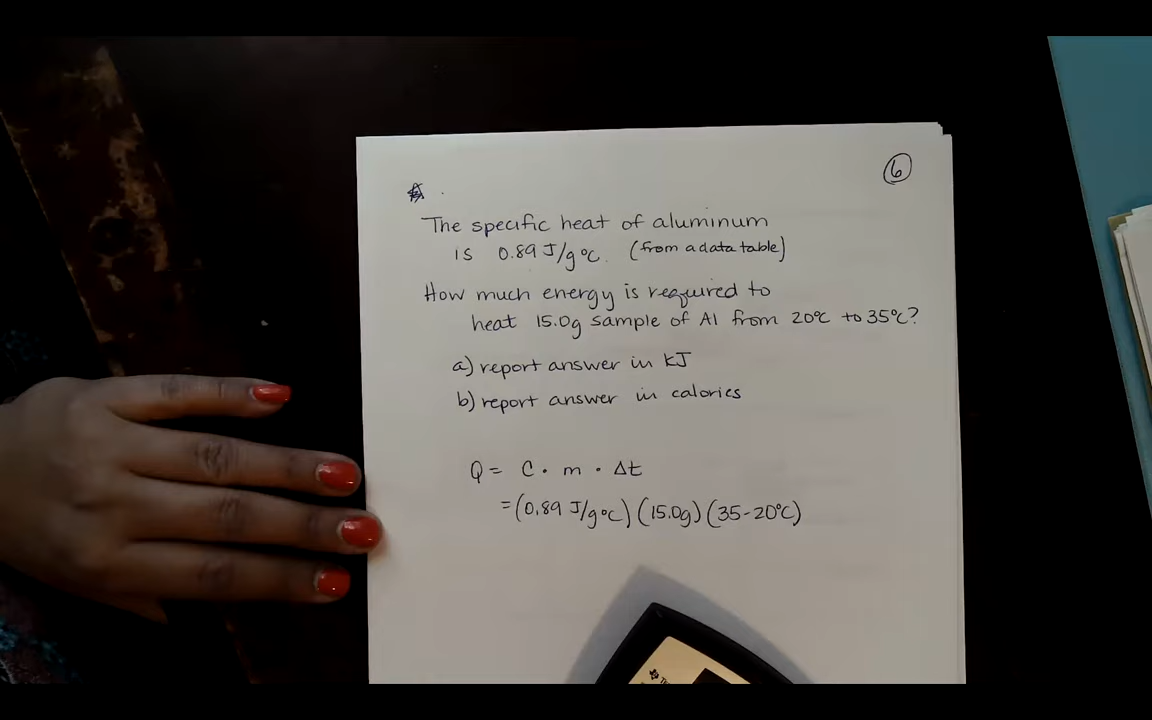 6
The specific heat of aluminum
is 0.89 J/g°C. (from a data table)
How much energy is required to
heat 15.0g sample of Al from 20°C to 35°C?
a) report answer in kJ
b) report answer in calories
Q = C · m · Δt
= (0.89 J/g°C) (15.0g) (35-20°C)